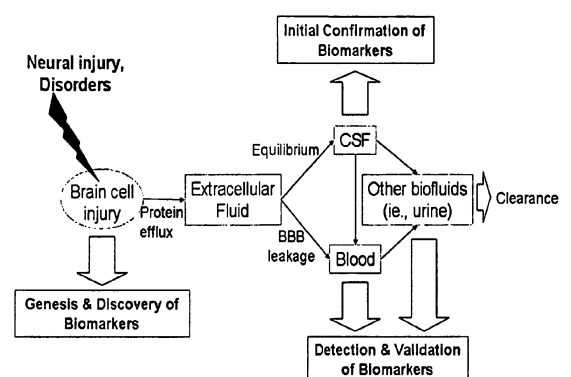 Initial Confirmation of
Biomarkers
Neural injury,
Disorders
Equilibrium
CSF
Brain cell
injury
Protein
efflux
Extracellular
Fluid
Other biofluids
(ie., urine)
Clearance
BBB
leakage
Blood
Genesis & Discovery of
Biomarkers
Detection & Validation
of Biomarkers